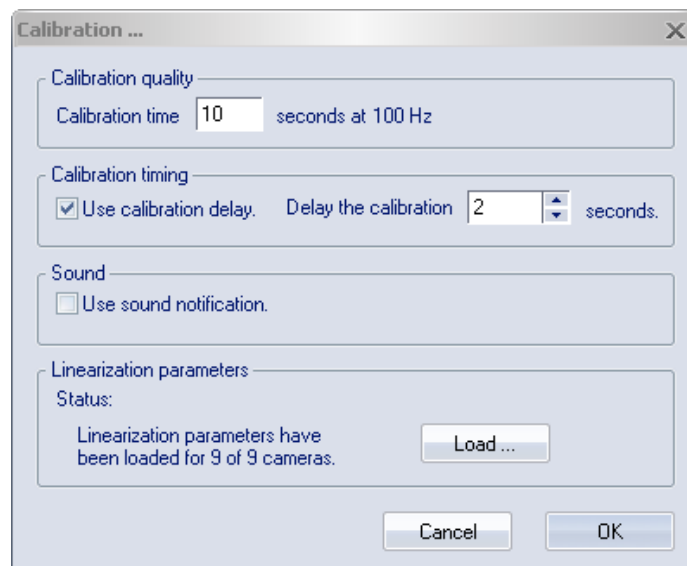 Calibration ...
Calibration quality
Calibration time 10 seconds at 100 Hz
Calibration timing
Use calibration delay. Delay the calibration 2 seconds.
Sound
Use sound notification.
Linearization parameters
Status:
Linearization parameters have
been loaded for 9 of 9 cameras.
Load ...
Cancel OK